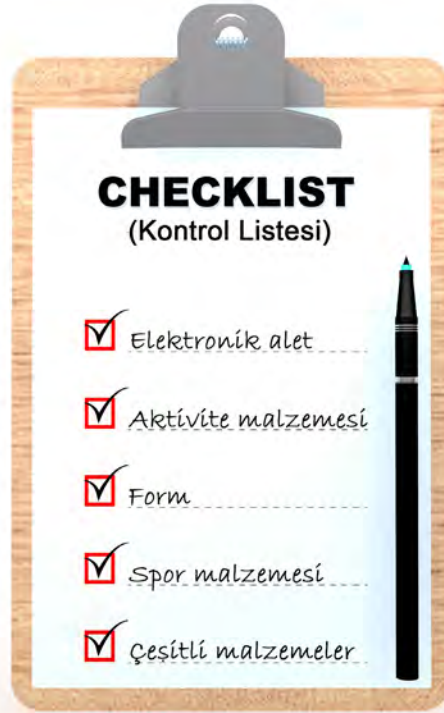 CHECKLIST
(Kontrol Listesi)
Elektronik alet
Aktivite malzemesi
Form
Spor malzemesi
Çeşitli malzemeler